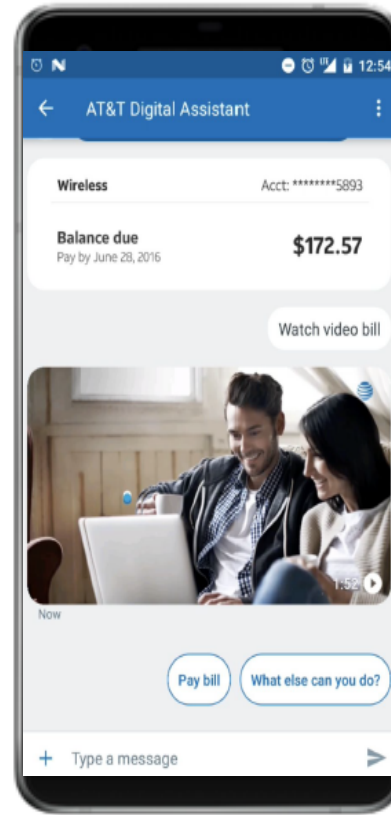 12:54
AT&T Digital Assistant
Wireless Acct: ********5893
Balance due $172.57
Pay by June 28, 2016
Watch video bill
1:52
Now
Pay bill What else can you do?
Type a message